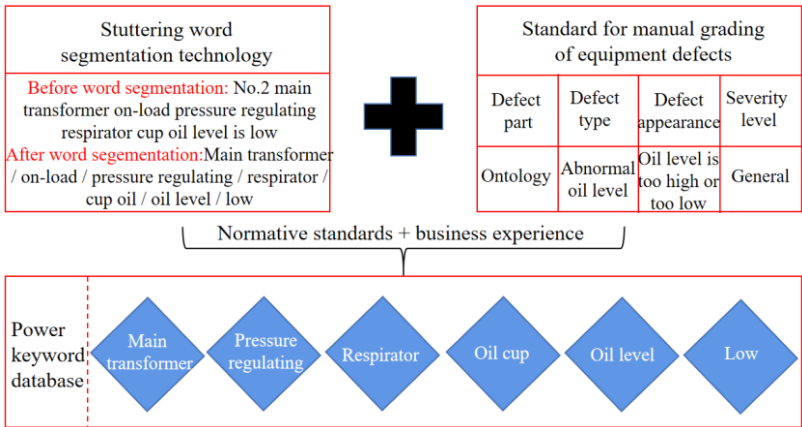 Stuttering word
segmentation technology
Before word segmentation: No.2 main
transformer on-load pressure regulating
respirator cup oil level is low
After word segementation:Main transformer
/ on-load / pressure regulating / respirator /
cup oil / oil level / low
Standard for manual grading
of equipment defects
Defect
part
Defect
type
Defect
appearance
Severity
level
Ontology
Abnormal
oil level
Oil level is
too high or
too low
General
Normative standards + business experience
Power
keyword
database
Main
transformer
Pressure
regulating
Respirator
Oil cup
Oil level
Low